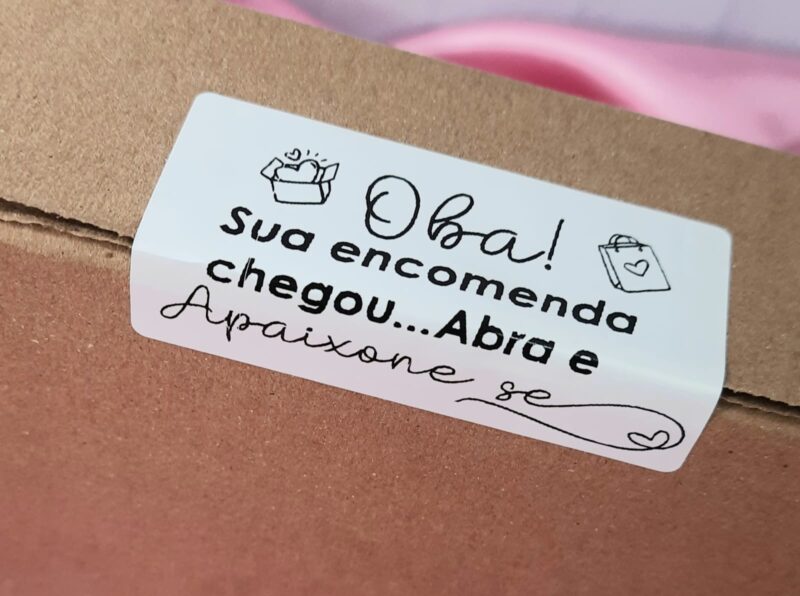 Oba!
Sua encomenda
chegou...Abra e
Apaixone se